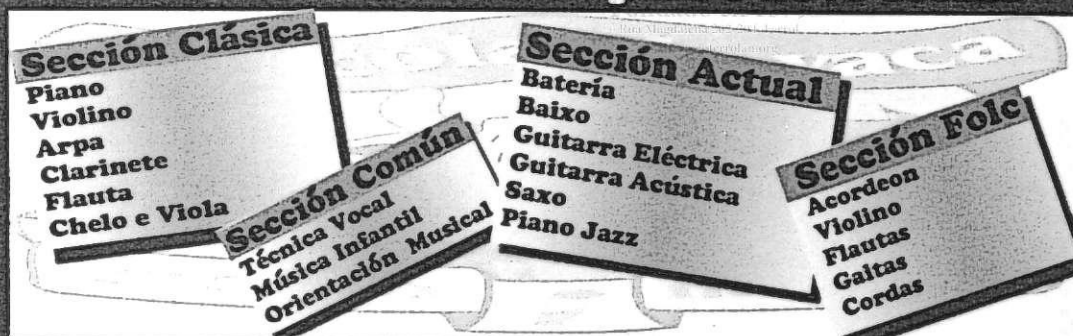 Sección Clásica
Piano
Violino
Arpa
Clarinete
Flauta
Chelo e Viola
Sección Común
Técnica Vocal
Música Infantil
Orientación Musical
Sección Actual
Batería
Baixo
Guitarra Eléctrica
Guitarra Acústica
Saxo
Piano Jazz
Sección Folc
Acordeon
Violino
Flautas
Gaitas
Cordas